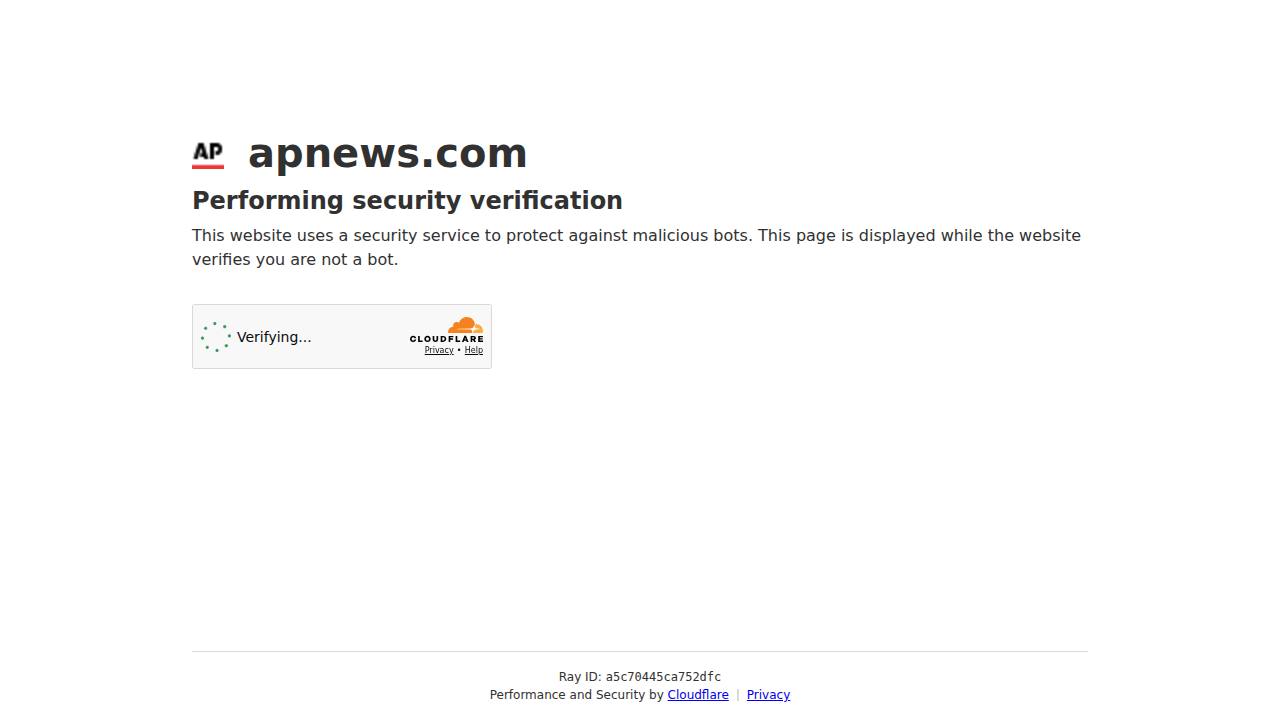 AP apnews.com
Performing security verification
This website uses a security service to protect against malicious bots. This page is displayed while the website
verifies you are not a bot.
Verifying...
CLOUDFLARE
Privacy • Help
Ray ID: a5c70445ca752dfc
Performance and Security by Cloudflare | Privacy